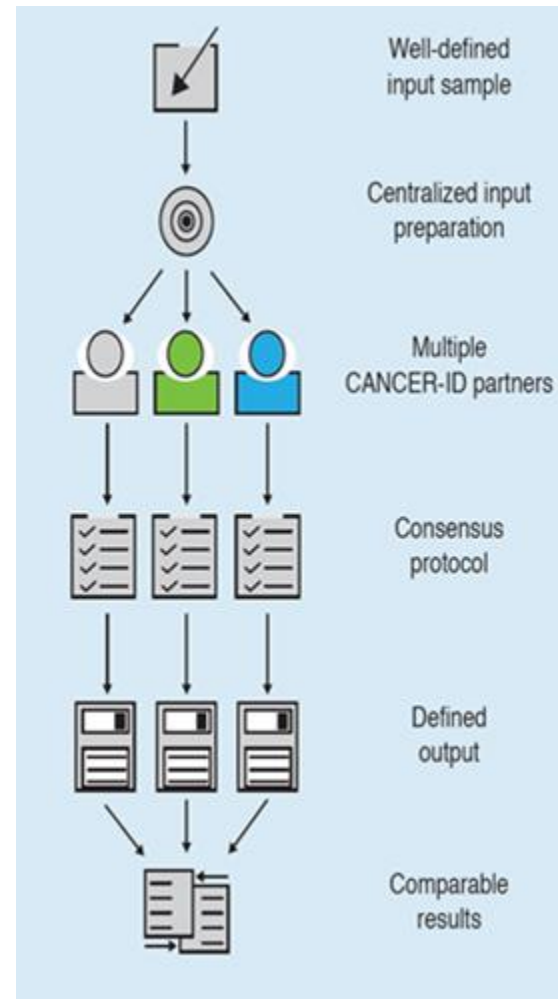 Well-defined
input sample
Centralized input
preparation
Multiple
CANCER-ID partners
Consensus
protocol
Defined
output
Comparable
results